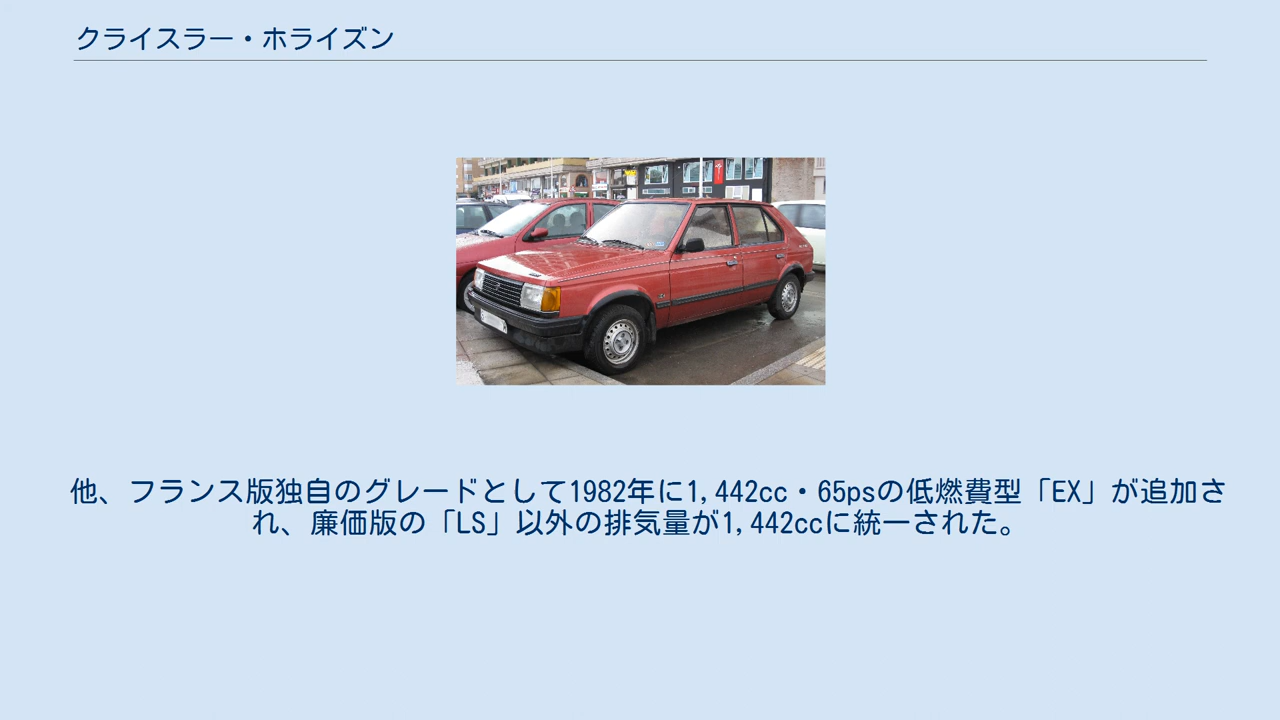 クライスラー・ホライズン
他、フランス版独自のグレードとして1982年に1,442cc・65psの低燃費型「EX」が追加さ
れ、廉価版の「LS」以外の排気量が1,442ccに統一された。